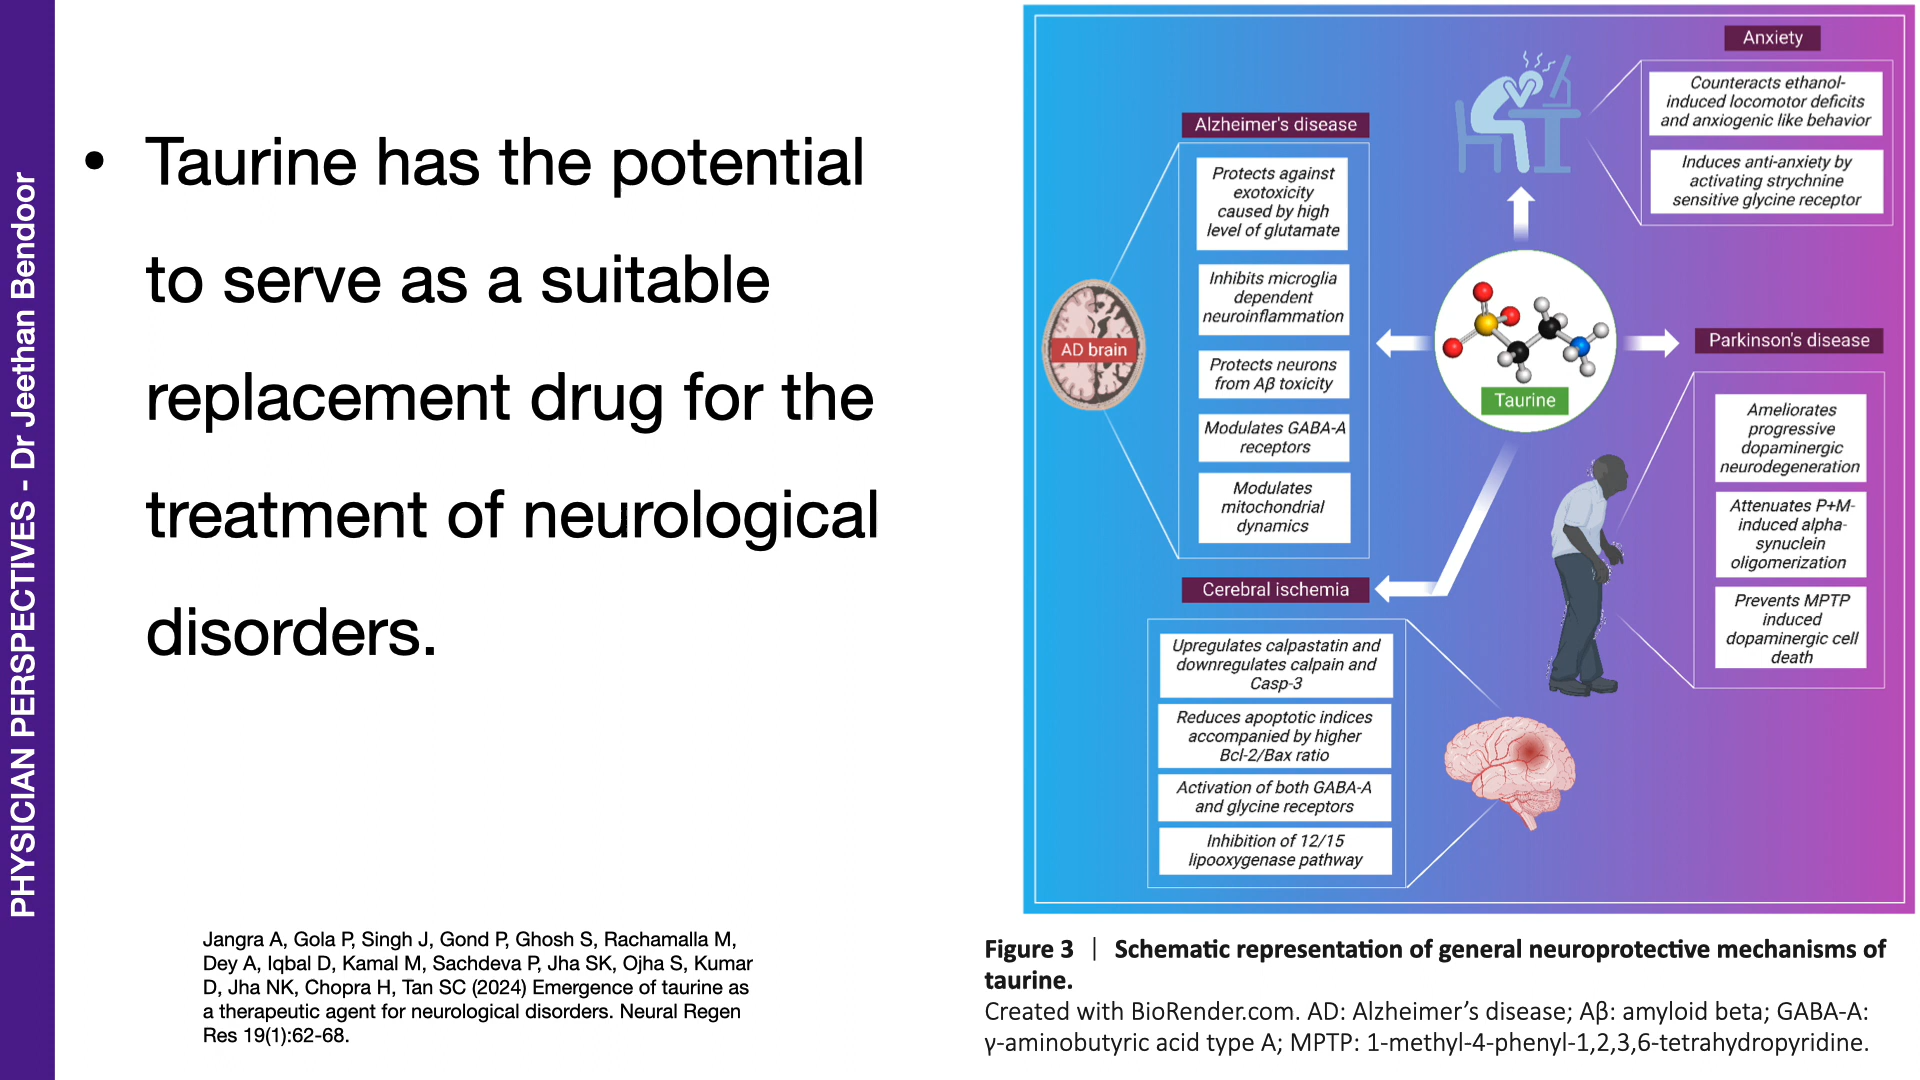 PHYSICIAN PERSPECTIVES - Dr Jeethan Bendoor
• Taurine has the potential
to serve as a suitable
replacement drug for the
treatment of neurological
disorders.
Jangra A, Gola P, Singh J, Gond P, Ghosh S, Rachamalla M,
Dey A, Iqbal D, Kamal M, Sachdeva P, Jha SK, Ojha S, Kumar
D, Jha NK, Chopra H, Tan SC (2024) Emergence of taurine as
a therapeutic agent for neurological disorders. Neural Regen
Res 19(1):62-68.
Anxiety
Counteracts ethanol-
induced locomotor deficits
and anxiogenic like behavior
Induces anti-anxiety by
activating strychnine
sensitive glycine receptor
Alzheimer's disease
Protects against
exotoxicity
caused by high
level of glutamate
Inhibits microglia
dependent
neuroinflammation
Protects neurons
from Aβ toxicity
Modulates GABA-A
receptors
Modulates
mitochondrial
dynamics
AD brain
Taurine
Parkinson's disease
Ameliorates
progressive
dopaminergic
neurodegeneration
Attenuates P+M-
induced alpha-
synuclein
oligomerization
Prevents MPTP
induced
dopaminergic cell
death
Cerebral ischemia
Upregulates calpastatin and
downregulates calpain and
Casp-3
Reduces apoptotic indices
accompanied by higher
Bcl-2/Bax ratio
Activation of both GABA-A
and glycine receptors
Inhibition of 12/15
lipooxygenase pathway
Figure 3 | Schematic representation of general neuroprotective mechanisms of
taurine.
Created with BioRender.com. AD: Alzheimer’s disease; Aβ: amyloid beta; GABA-A:
γ-aminobutyric acid type A; MPTP: 1-methyl-4-phenyl-1,2,3,6-tetrahydropyridine.